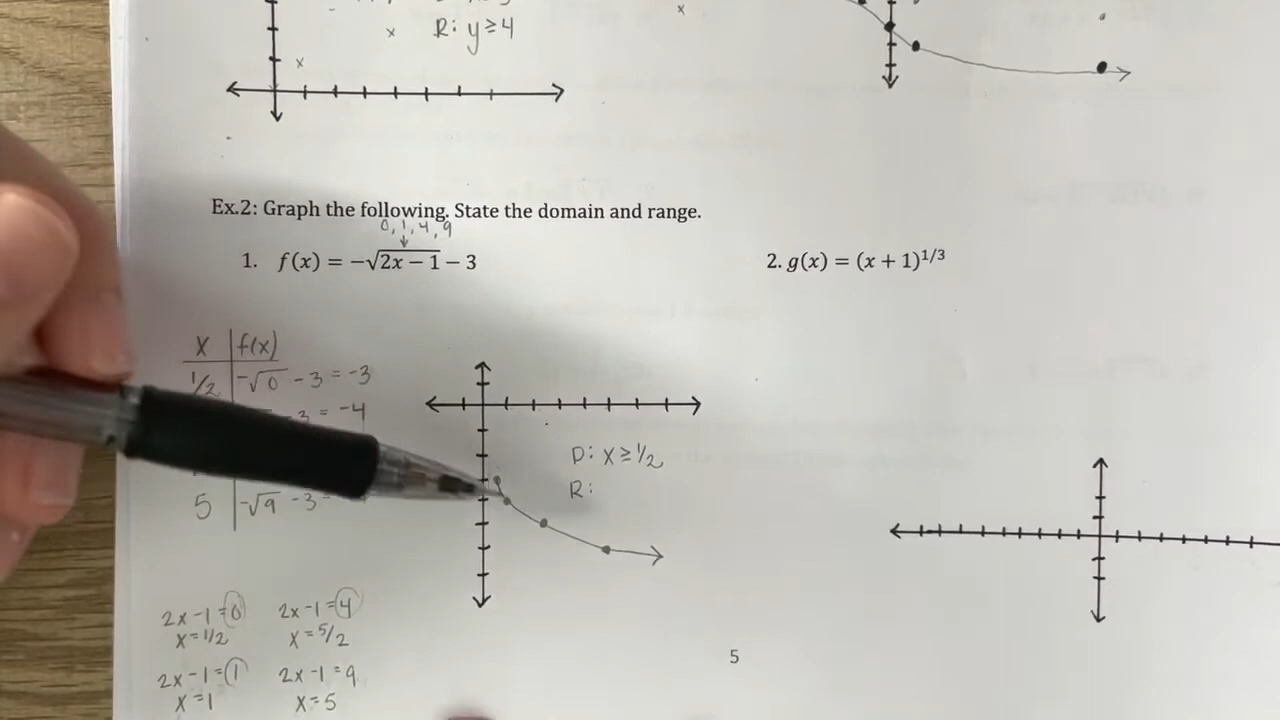 R: y≥4
Ex.2: Graph the following. State the domain and range.
0, 1, 4, 9
1. f(x) = −√2x − 1 − 3
2. g(x) = (x + 1)^1/3
x | f(x)
1/2 | -√0 - 3 = -3
3 = -4
5 | -√9 - 3
D: x ≥ 1/2
R:
2x - 1 = 0
x = 1/2
2x - 1 = 4
x = 5/2
2x - 1 = 1
x = 1
2x - 1 = 9
x = 5
5